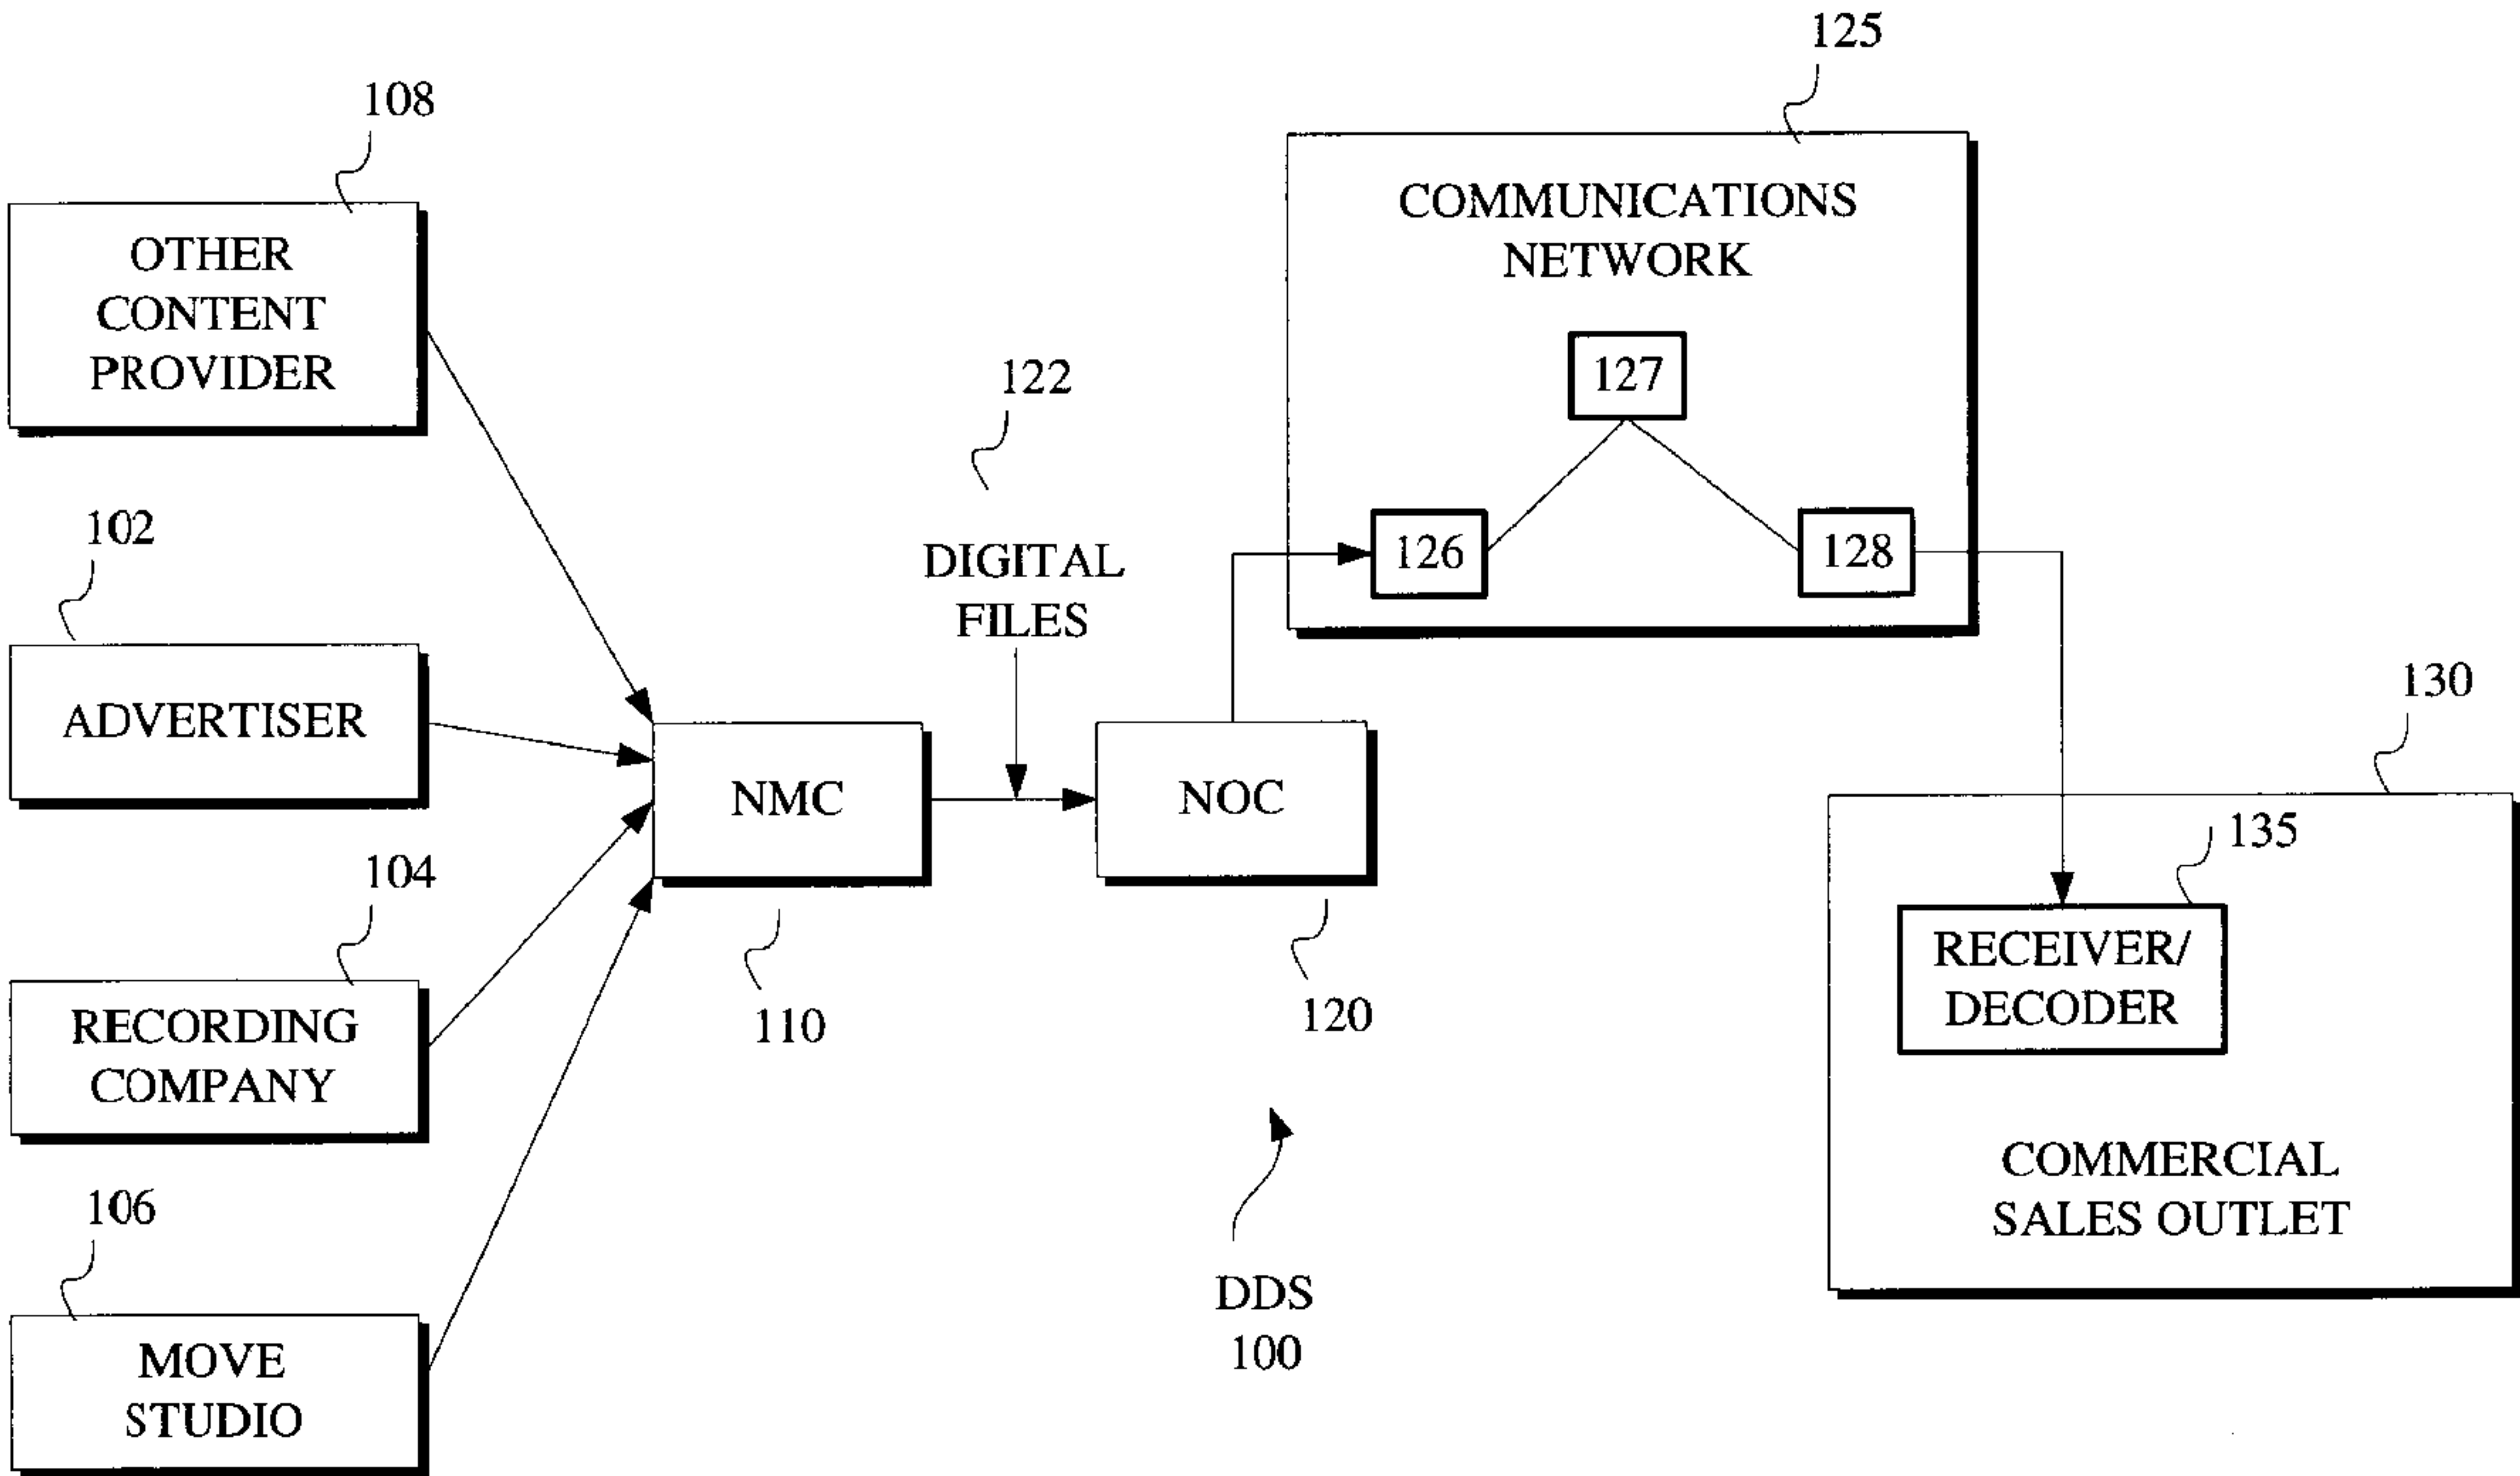 125
108
COMMUNICATIONS
NETWORK
OTHER
CONTENT
PROVIDER
127
122
102
126
128
DIGITAL
FILES
130
ADVERTISER
NMC
NOC
135
104
RECEIVER/
DECODER
RECORDING
COMPANY
110
120
COMMERCIAL
SALES OUTLET
106
DDS
100
MOVE
STUDIO